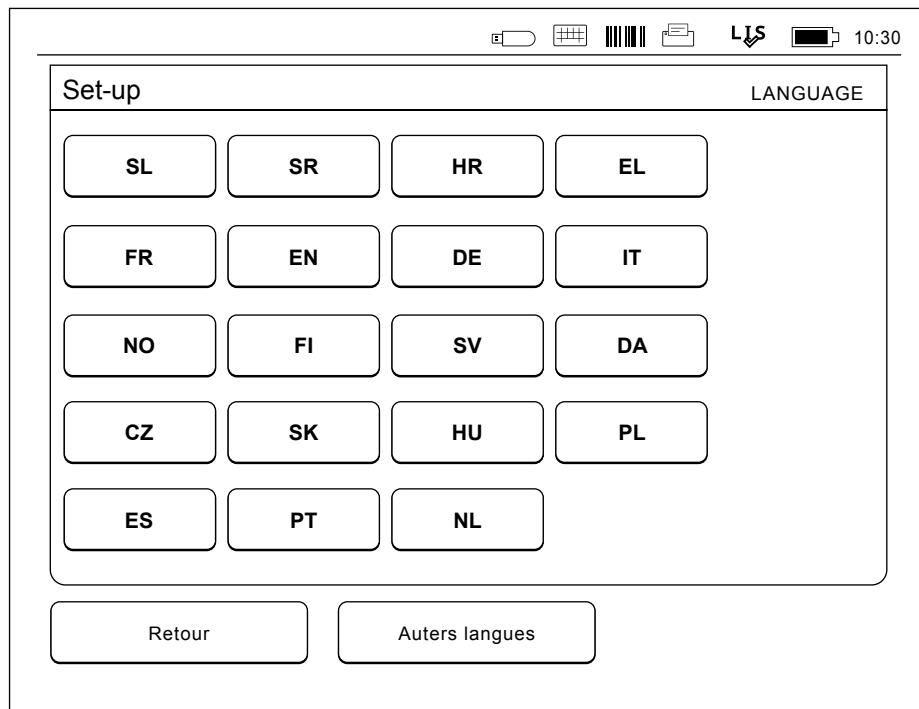 LIS 10:30
Set-up LANGUAGE
SL SR HR EL
FR EN DE IT
NO FI SV DA
CZ SK HU PL
ES PT NL
Retour Auters langues